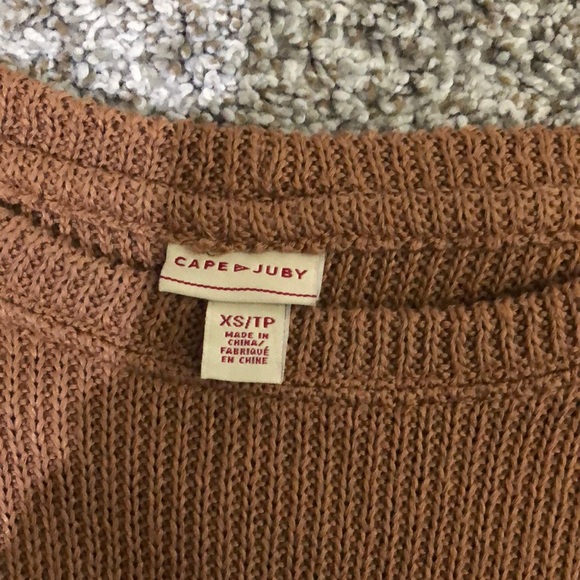 CAPE JUBY
XS/TP
MADE IN
CHINA/
FABRIQUÉ
EN CHINE